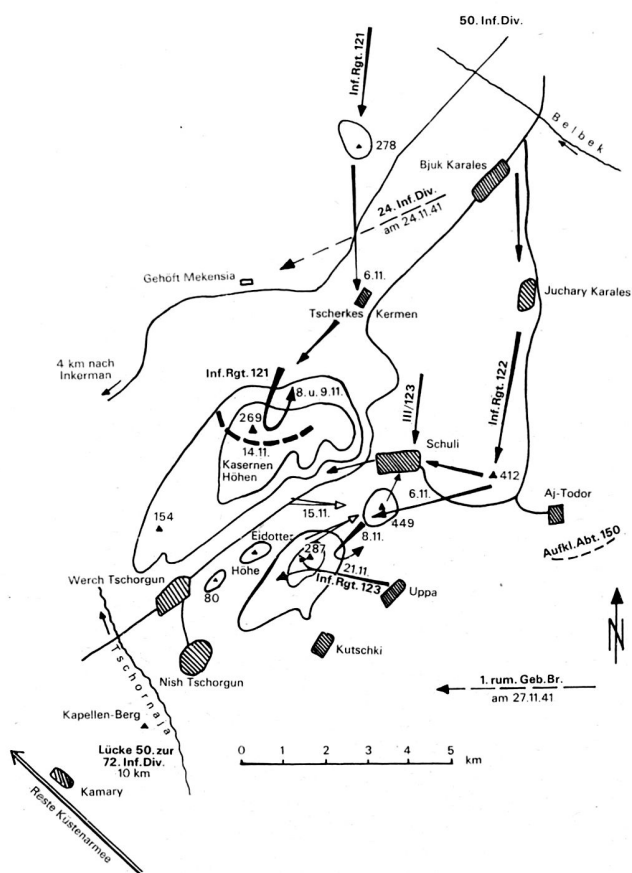 50. Inf.Div.
Inf.Rgt. 121
278
Belbek
Bjuk Karales
24. Inf.Div.
am 24.11.41
Gehöft Mekensia
6.11.
Tscherkes Kermen
Juchary Karales
4 km nach
Inkerman
Inf.Rgt. 121
8. u. 9.11.
III/123
Inf.Rgt. 122
269
14.11.
Kasernen
Höhen
Schuli
412
6.11.
Aj-Todor
154
15.11.
449
8.11.
Aufkl. Abt. 150
Eidotter
Höhe
287
21.11.
Werch Tschorgun
80
Inf.Rgt. 123
Uppa
N
Kutschki
Nish Tschorgun
Tschornaja
1. rum. Geb. Br.
am 27.11.41
Kapellen-Berg
Lücke 50. zur
72. Inf. Div.
10 km
0 1 2 3 4 5
km
Kamary
Reste Küstenarmee